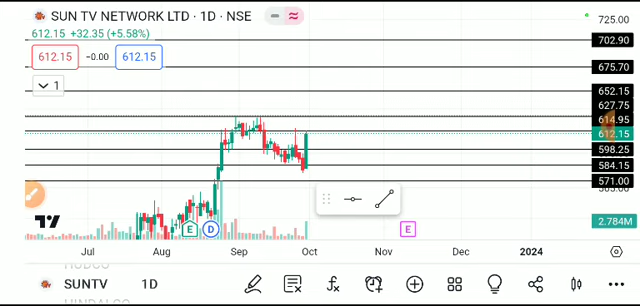 SUN TV NETWORK LTD · 1D · NSE
612.15 +32.35 (+5.58%)
612.15 −0.00 612.15
1
725.00
702.90
675.70
652.15
627.75
614.95
612.15
598.25
584.15
571.00
2.784M
E D E
Jul Aug Sep Oct Nov Dec 2024
SUNTV 1D